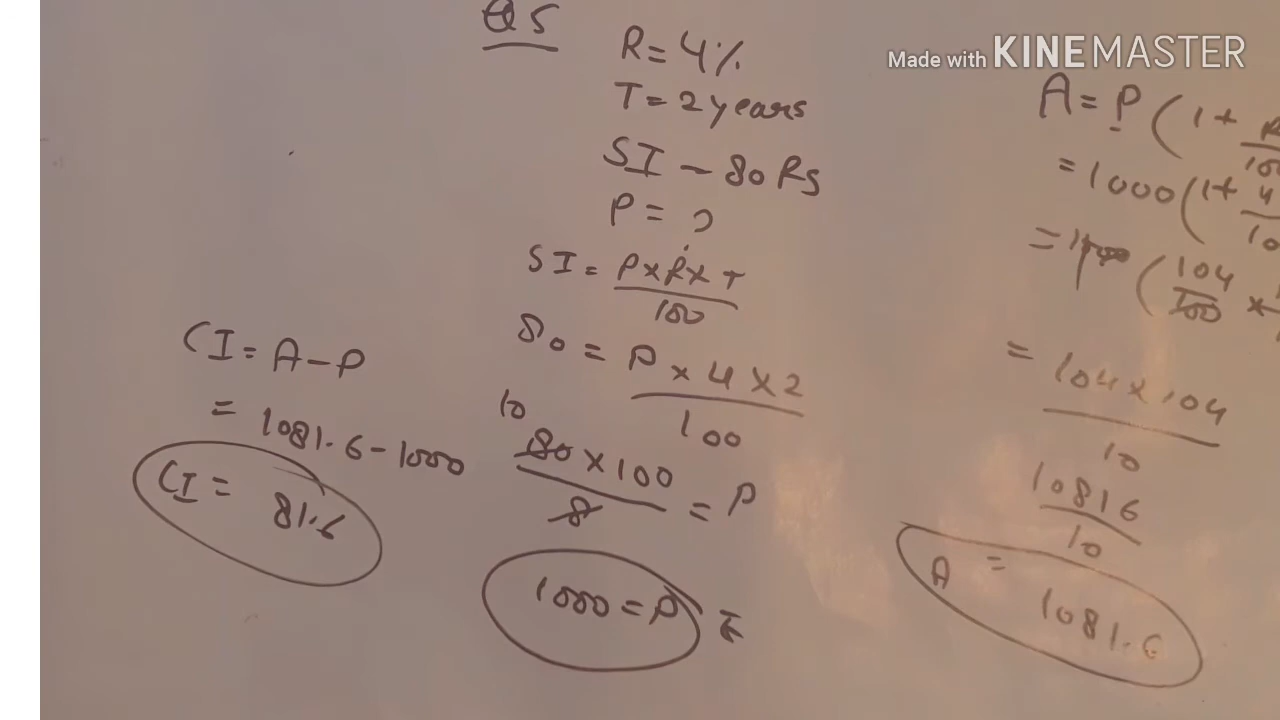 Q5
R = 4%
T = 2 years
SI - 80 Rs
P = ?
SI = P x R x T
100
80 = P x 4 x 2
100
10
80 x 100
8
= P
1000 = P
CI = A - P
= 1081.6 - 1000
CI = 81.6
Made with KINEMASTER
A = P ( 1 +
100
= 1000 ( 1 + 4
10
= ( 104
100
x
= 104 x 104
10
10816
10
A = 1081.6